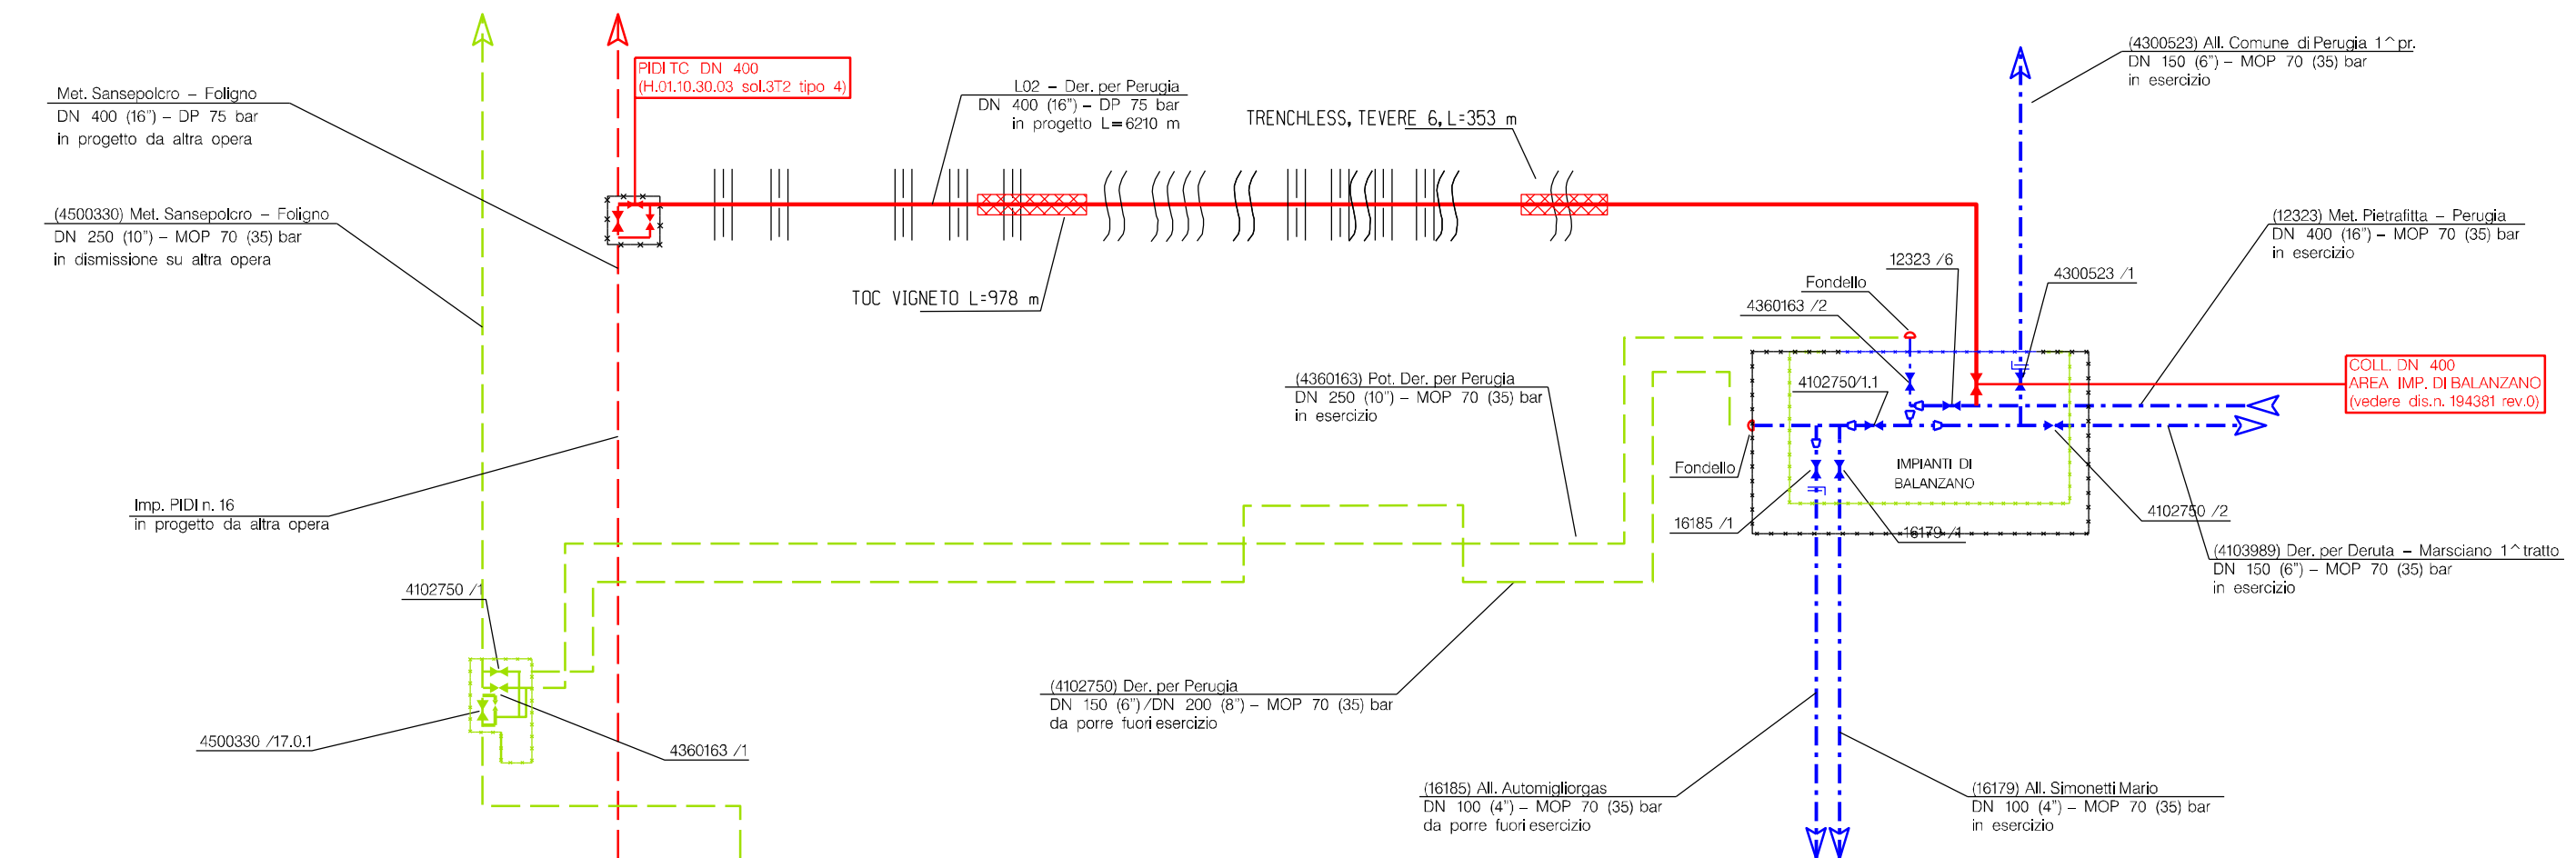 Met. Sansepolcro – Foligno
DN 400 (16") – DP 75 bar
in progetto da altra opera
(4500330) Met. Sansepolcro – Foligno
DN 250 (10") – MOP 70 (35) bar
in dismissione su altra opera
PIDI TC DN 400
(H.01.10.30.03 sol.3T2 tipo 4)
L02 – Der. per Perugia
DN 400 (16") – DP 75 bar
in progetto L=6210 m
TRENCHLESS, TEVERE 6, L=353 m
TOC VIGNETO L=978 m
(4300523) All. Comune di Perugia 1^pr.
DN 150 (6") – MOP 70 (35) bar
in esercizio
(12323) Met. Pietrafitta – Perugia
DN 400 (16") – MOP 70 (35) bar
in esercizio
12323 /6
Fondello
4360163 /2
4300523 /1
4102750/1.1
COLL. DN 400
AREA IMP. DI BALANZANO
(vedere dis.n. 194381 rev.0)
(4360163) Pot. Der. per Perugia
DN 250 (10") – MOP 70 (35) bar
in esercizio
Fondello
IMPIANTI DI
BALANZANO
16185 /1
16179 /1
4102750 /2
(4103989) Der. per Deruta – Marsciano 1^tratto
DN 150 (6") – MOP 70 (35) bar
in esercizio
Imp. PIDI n. 16
in progetto da altra opera
4102750 /1
4500330 /17.0.1
4360163 /1
(4102750) Der. per Perugia
DN 150 (6")/DN 200 (8") – MOP 70 (35) bar
da porre fuori esercizio
(16185) All. Automigliorgas
DN 100 (4") – MOP 70 (35) bar
da porre fuori esercizio
(16179) All. Simonetti Mario
DN 100 (4") – MOP 70 (35) bar
in esercizio